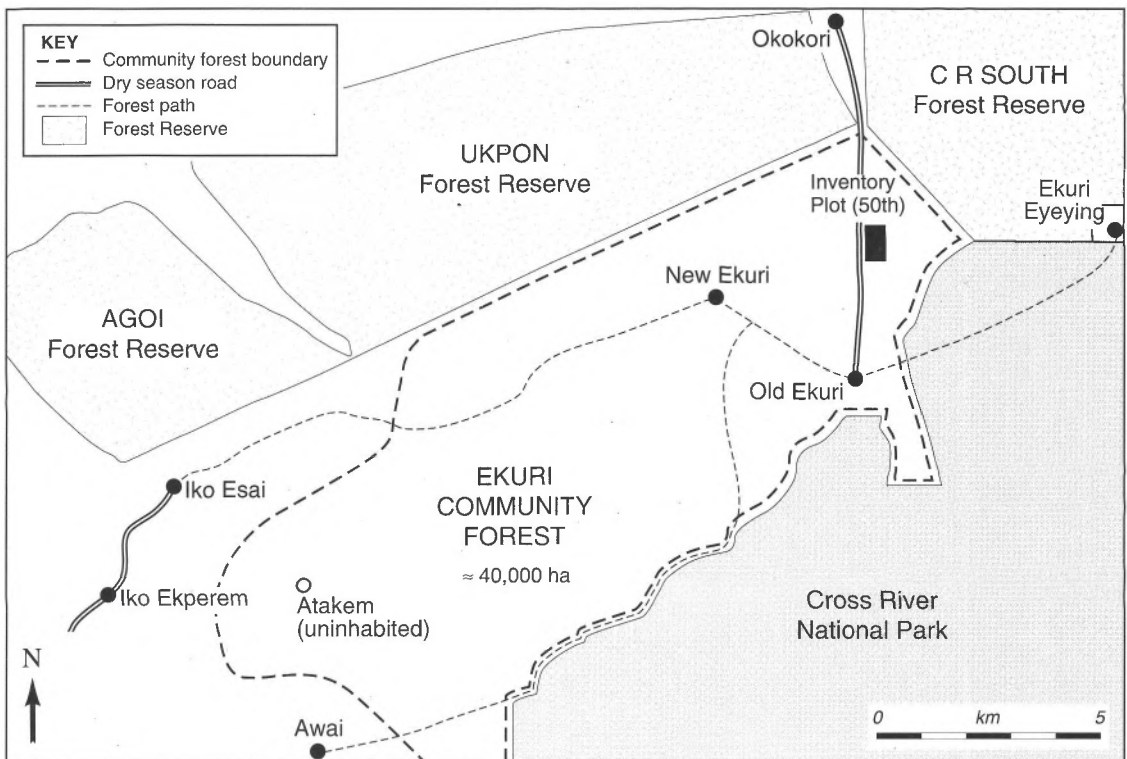 KEY
Community forest boundary
Dry season road
Forest path
Forest Reserve
Okokori
C R SOUTH
Forest Reserve
UKPON
Forest Reserve
Inventory
Plot (50th)
Ekuri
Eyeying
New Ekuri
AGOI
Forest Reserve
Old Ekuri
Iko Esai
EKURI
COMMUNITY
FOREST
≈ 40,000 ha
Iko Ekperem
Atakem
(uninhabited)
Cross River
National Park
N
Awai
0 km 5